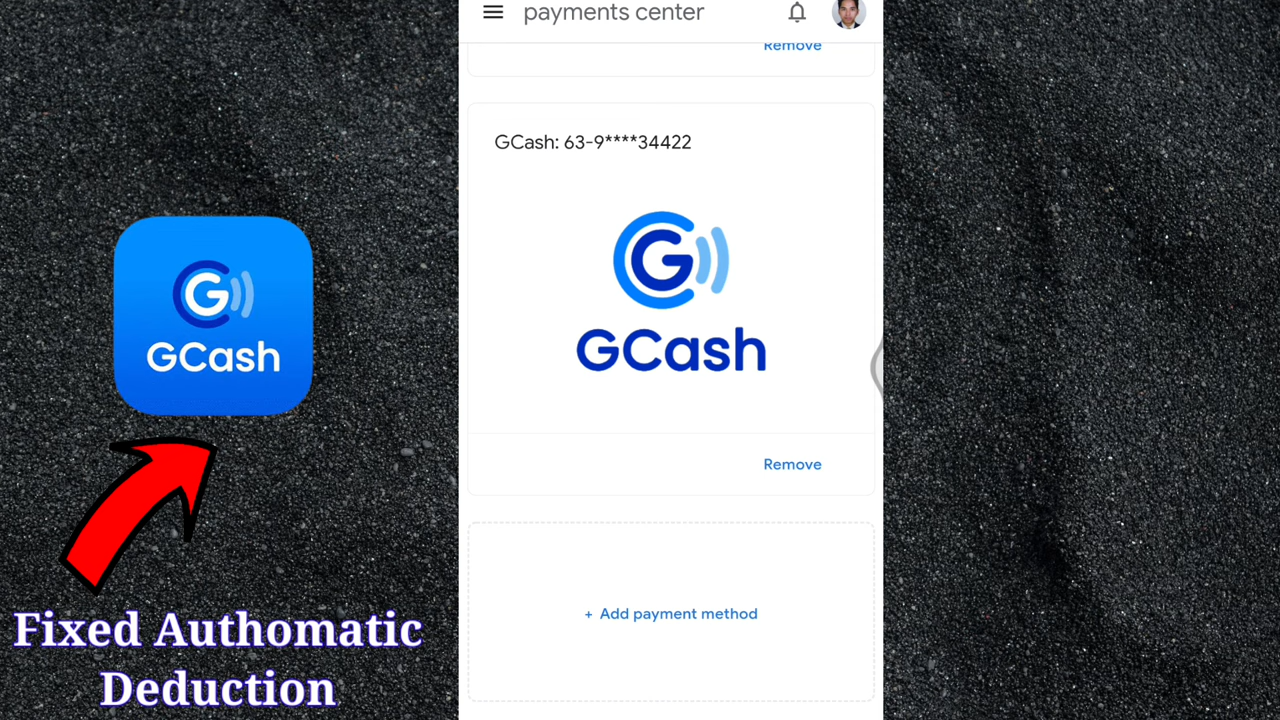 payments center
Remove
GCash: 63-9****34422
GCash
Remove
+ Add payment method
GCash
Fixed Authomatic
Deduction